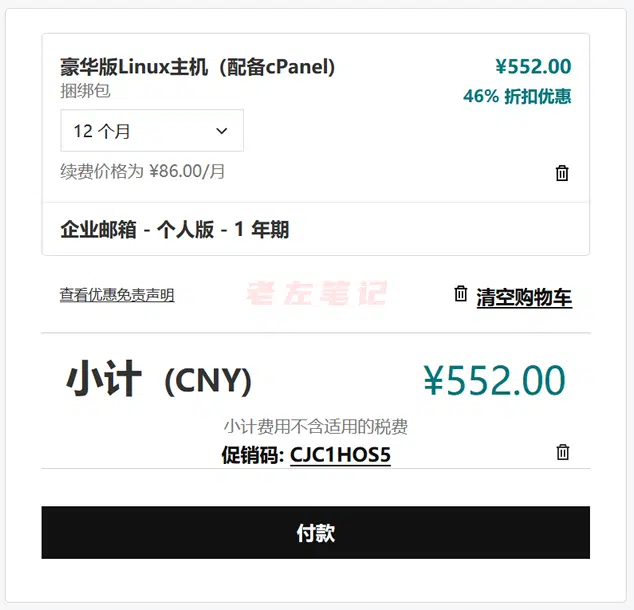 豪华版Linux主机（配备cPanel) ¥552.00
捆绑包 46% 折扣优惠
12 个月
续费价格为 ¥86.00/月
企业邮箱 - 个人版 - 1 年期
查看优惠免责声明 老左笔记 清空购物车
小计 (CNY) ¥552.00
小计费用不含适用的税费
促销码: CJC1HOS5
付款